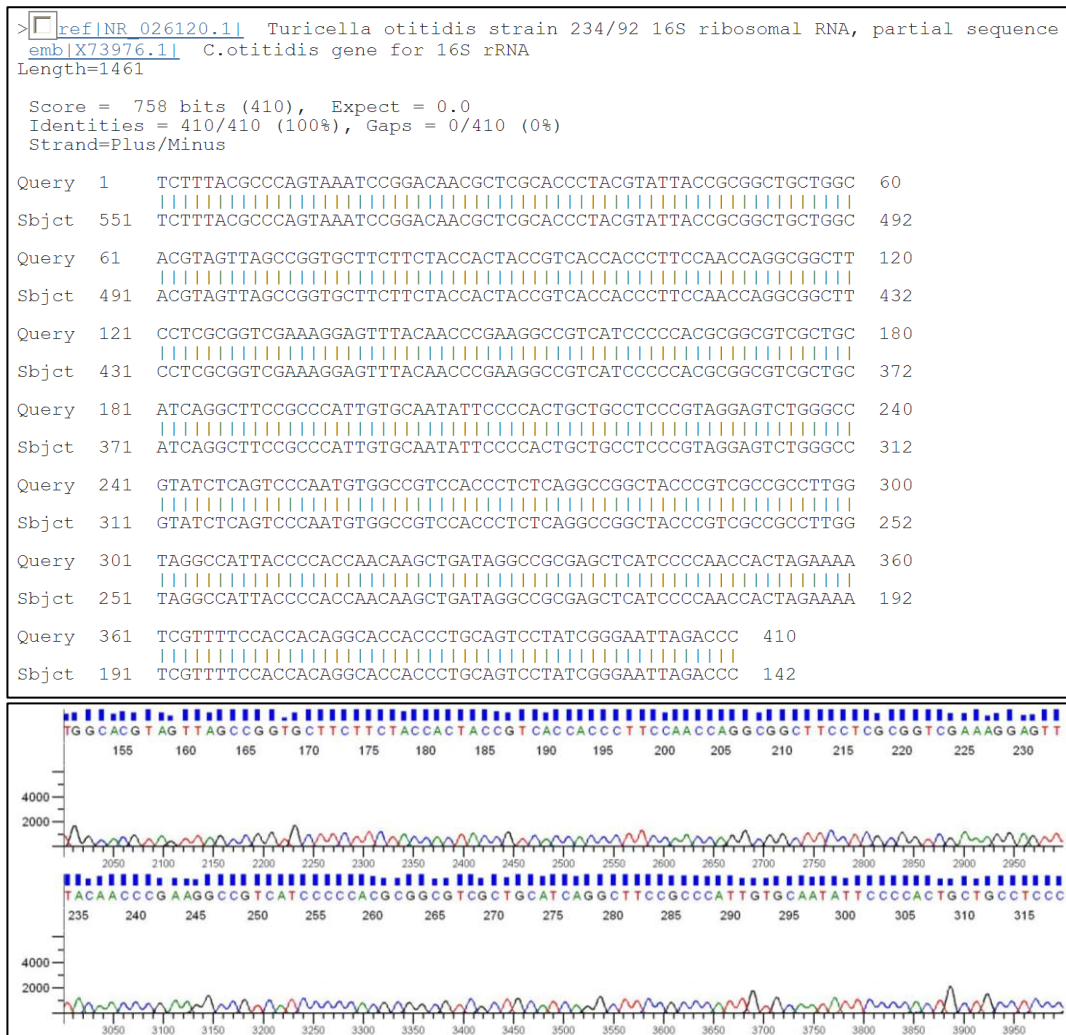 >ref|NR_026120.1| Turicella otitidis strain 234/92 16S ribosomal RNA, partial sequence
emb|X73976.1| C.otitidis gene for 16S rRNA
Length=1461
Score = 758 bits (410), Expect = 0.0
Identities = 410/410 (100%), Gaps = 0/410 (0%)
Strand=Plus/Minus
Query 1 TCTTTACGCCCAGTAAATCCGGACAACGCTCGCACCCTACGTATTACCGCGGCTGCTGGC 60
Sbjct 551 TCTTTACGCCCAGTAAATCCGGACAACGCTCGCACCCTACGTATTACCGCGGCTGCTGGC 492
Query 61 ACGTAGTTAGCCGGTGCTTCTTCTACCACTACCGTCACCACCCTTCCAACCAGGCGGCTT 120
Sbjct 491 ACGTAGTTAGCCGGTGCTTCTTCTACCACTACCGTCACCACCCTTCCAACCAGGCGGCTT 432
Query 121 CCTCGCGGTCGAAAGGAGTTTACAACCCGAAGGCCGTCATCCCCCACGCGGCGTCGCTGC 180
Sbjct 431 CCTCGCGGTCGAAAGGAGTTTACAACCCGAAGGCCGTCATCCCCCACGCGGCGTCGCTGC 372
Query 181 ATCAGGCTTCCGCCCATTGTGCAATATTCCCCACTGCTGCCTCCCGTAGGAGTCTGGGCC 240
Sbjct 371 ATCAGGCTTCCGCCCATTGTGCAATATTCCCCACTGCTGCCTCCCGTAGGAGTCTGGGCC 312
Query 241 GTATCTCAGTCCCAATGTGGCCGTCCACCCTCTCAGGCCGGCTACCCGTCGCCGCCTTGG 300
Sbjct 311 GTATCTCAGTCCCAATGTGGCCGTCCACCCTCTCAGGCCGGCTACCCGTCGCCGCCTTGG 252
Query 301 TAGGCCATTACCCCACCAACAAGCTGATAGGCCGCGAGCTCATCCCCAACCACTAGAAAA 360
Sbjct 251 TAGGCCATTACCCCACCAACAAGCTGATAGGCCGCGAGCTCATCCCCAACCACTAGAAAA 192
Query 361 TCGTTTTCCACCACAGGCACCACCCTGCAGTCCTATCGGGAATTAGACCC 410
Sbjct 191 TCGTTTTCCACCACAGGCACCACCCTGCAGTCCTATCGGGAATTAGACCC 142
TGGCACGTAGTTAGCCGGTGCTTCTTCTACCACTACCGTCACCACCCTTCCAACCAGGCGGCTTCCTCGCGGTCGAAAGGAGTT
155 160 165 170 175 180 185 190 195 200 205 210 215 220 225 230
4000
2000
2050 2100 2150 2200 2250 2300 2350 2400 2450 2500 2550 2600 2650 2700 2750 2800 2850 2900 2950
TACAACCCGAAGGCCGTCATCCCCCACGCGGCGTCGCTGCATCAGGCTTCCGCCCATTGTGCAATATTCCCCACTGCTGCCTCCC
235 240 245 250 255 260 265 270 275 280 285 290 295 300 305 310 315
4000
2000
3050 3100 3150 3200 3250 3300 3350 3400 3450 3500 3550 3600 3650 3700 3750 3800 3850 3900 3950